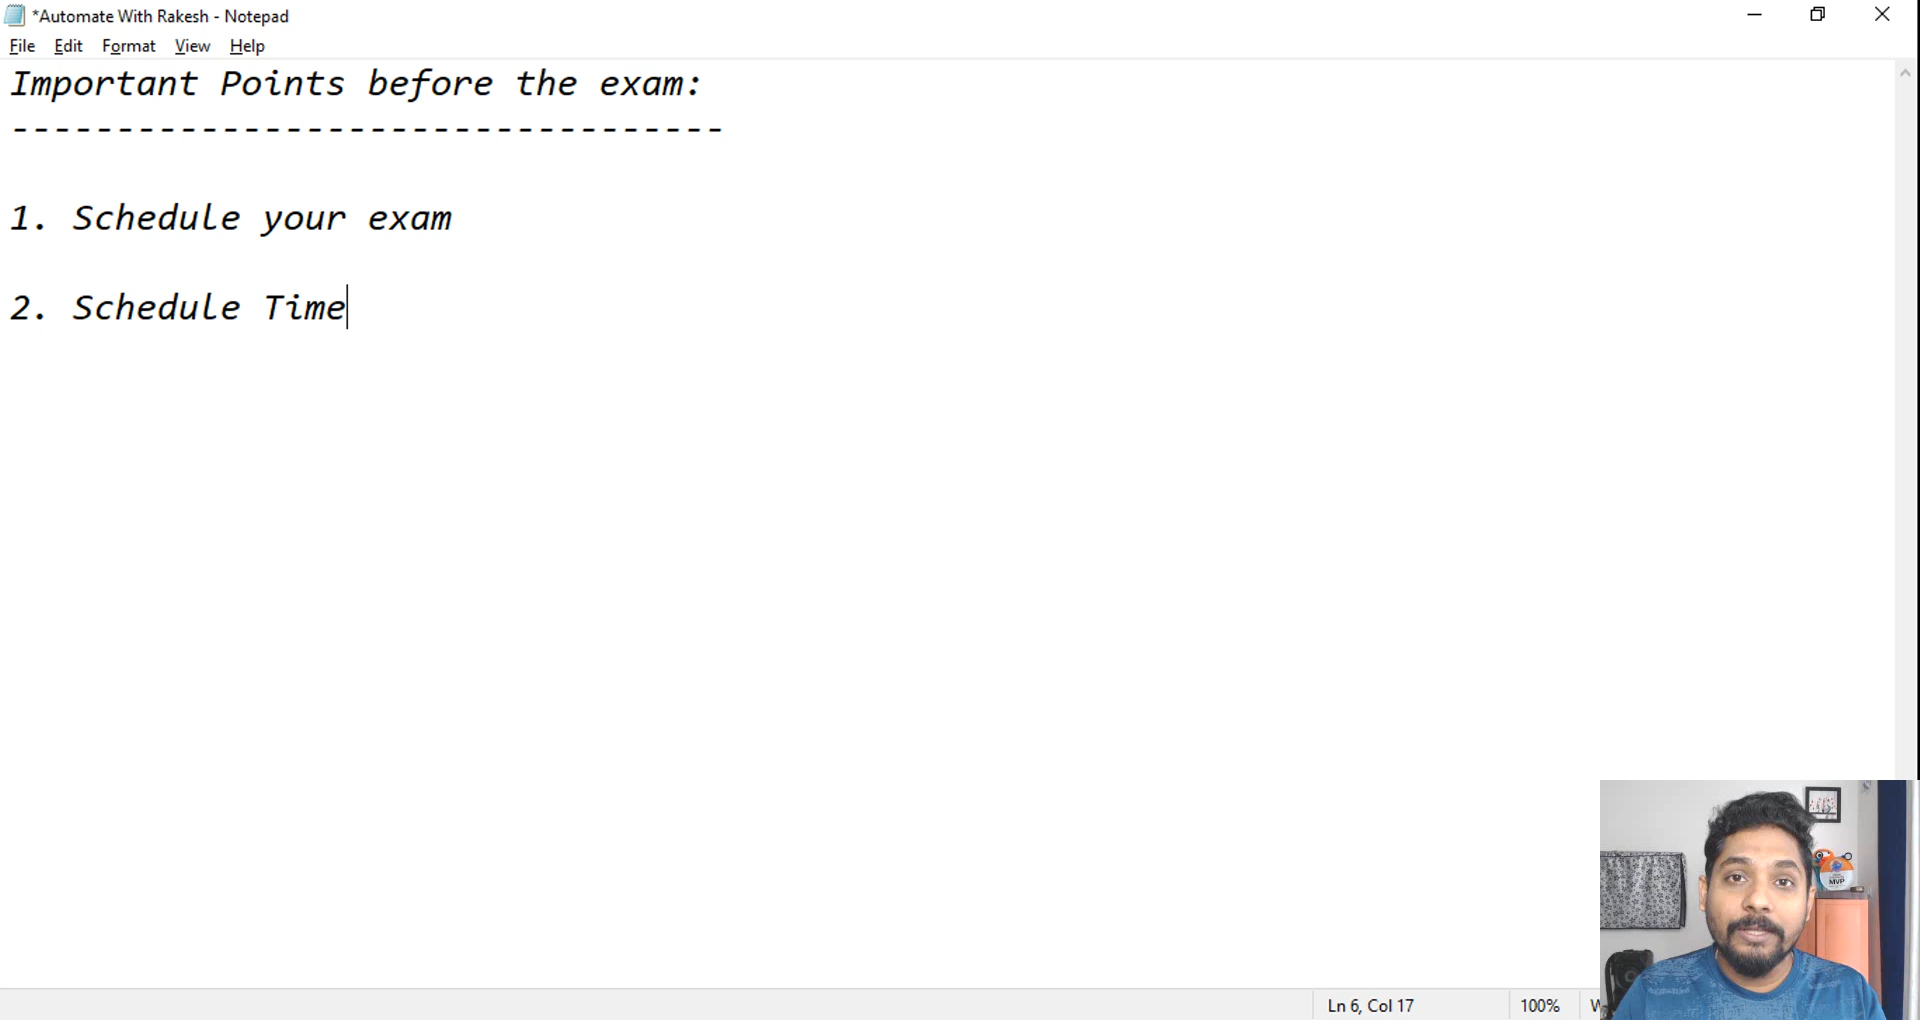 *Automate With Rakesh - Notepad
File Edit Format View Help
Important Points before the exam:
----------------------------------
1. Schedule your exam
2. Schedule Time
MVP
Ln 6, Col 17 100%